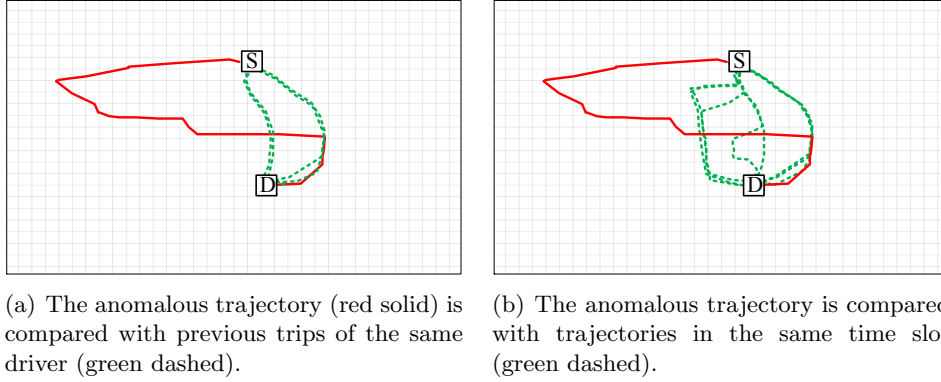 S
D
S
D
(a) The anomalous trajectory (red solid) is
compared with previous trips of the same
driver (green dashed).
(b) The anomalous trajectory is compared
with trajectories in the same time slo
(green dashed).